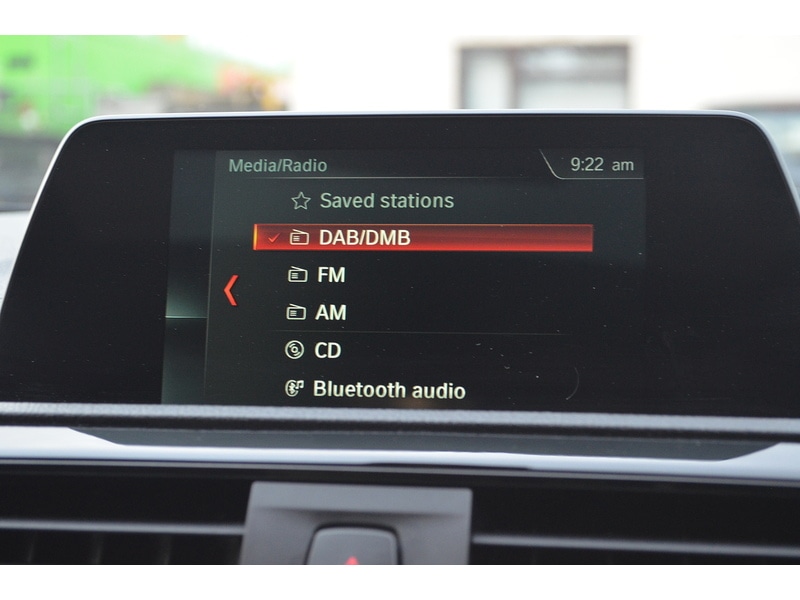 Media/Radio 9:22 am
Saved stations
DAB/DMB
FM
AM
CD
Bluetooth audio